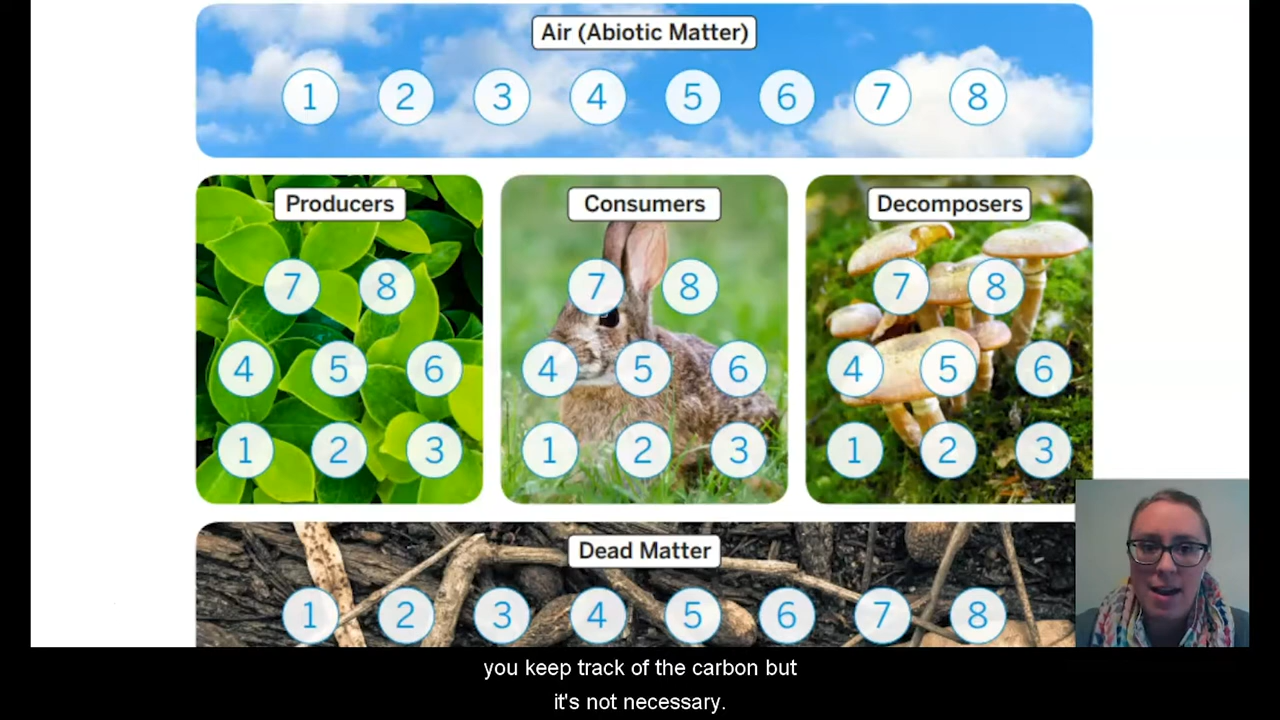 Air (Abiotic Matter)
1 2 3 4 5 6 7 8
Producers
7 8
4 5 6
1 2 3
Consumers
7 8
4 5 6
1 2 3
Decomposers
7 8
4 5 6
1 2 3
Dead Matter
1 2 3 4 5 6 7 8
you keep track of the carbon but
it's not necessary.